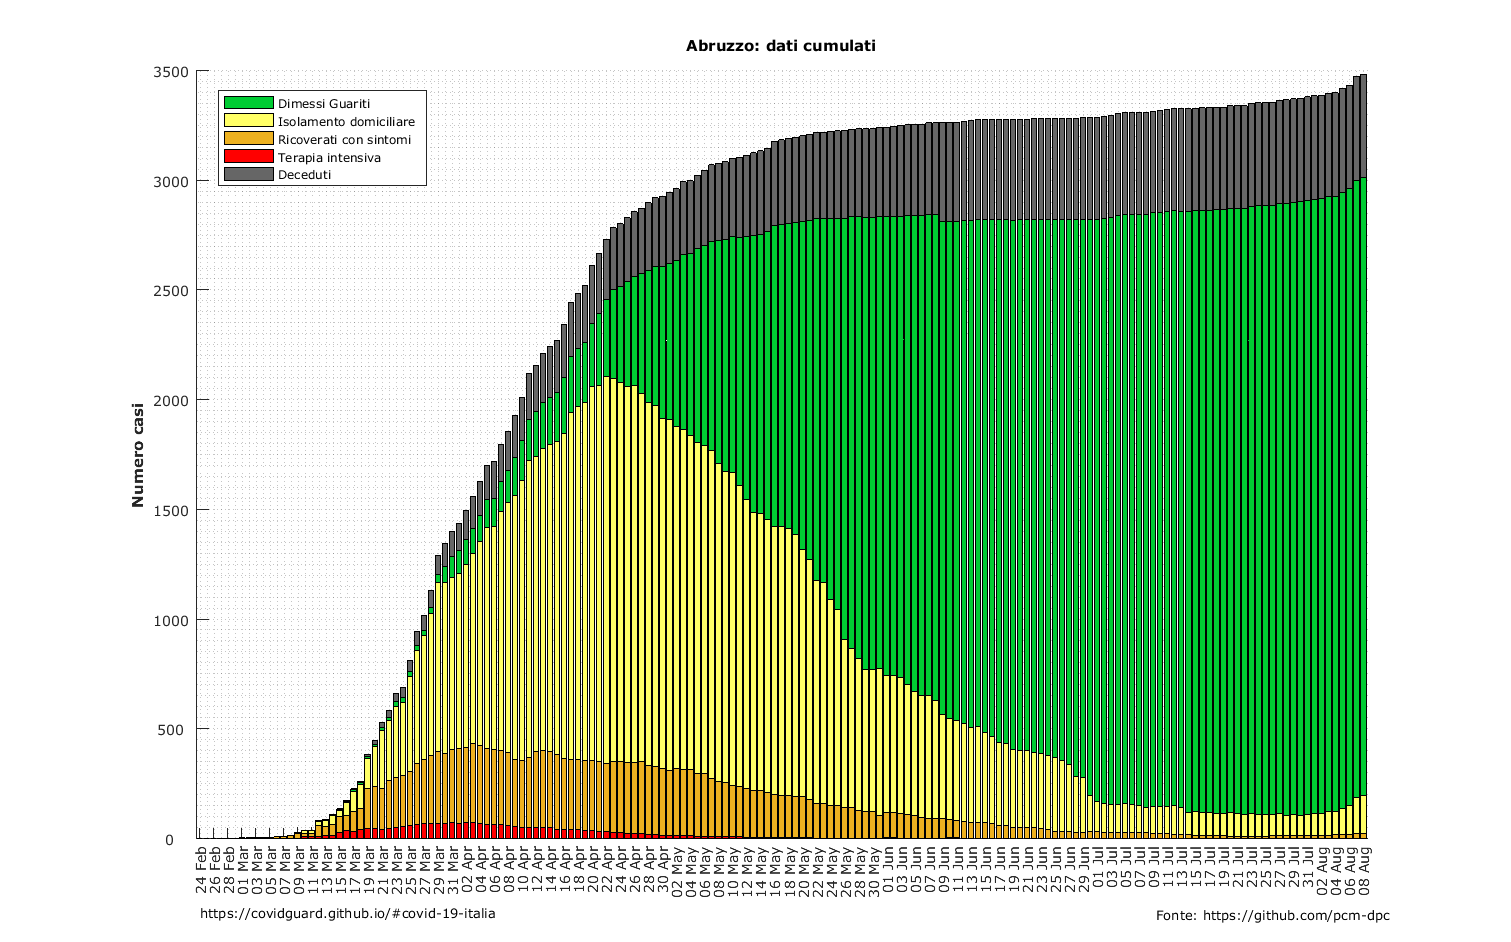 Abruzzo: dati cumulati
3500
3000
2500
2000
1500
1000
500
0
Numero casi
Dimessi Guariti
Isolamento domiciliare
Ricoverati con sintomi
Terapia intensiva
Deceduti
24 Feb
26 Feb
28 Feb
01 Mar
03 Mar
05 Mar
07 Mar
09 Mar
11 Mar
13 Mar
15 Mar
17 Mar
19 Mar
21 Mar
23 Mar
25 Mar
27 Mar
29 Mar
31 Mar
02 Apr
04 Apr
06 Apr
08 Apr
10 Apr
12 Apr
14 Apr
16 Apr
18 Apr
20 Apr
22 Apr
24 Apr
26 Apr
28 Apr
30 Apr
02 May
04 May
06 May
08 May
10 May
12 May
14 May
16 May
18 May
20 May
22 May
24 May
26 May
28 May
30 May
01 Jun
03 Jun
05 Jun
07 Jun
09 Jun
11 Jun
13 Jun
15 Jun
17 Jun
19 Jun
21 Jun
23 Jun
25 Jun
27 Jun
29 Jun
01 Jul
03 Jul
05 Jul
07 Jul
09 Jul
11 Jul
13 Jul
15 Jul
17 Jul
19 Jul
21 Jul
23 Jul
25 Jul
27 Jul
29 Jul
31 Jul
02 Aug
04 Aug
06 Aug
08 Aug
https://covidguard.github.io/#covid-19-italia
Fonte: https://github.com/pcm-dpc